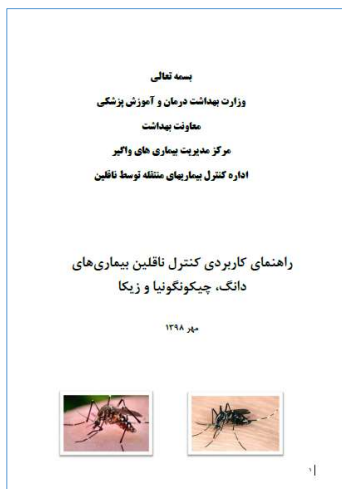 بسمه تعالی
وزارت بهداشت درمان و آموزش پزشکی
معاونت بهداشت
مرکز مدیریت بیماری های واگیر
اداره کنترل بیماریهای منتقله توسط ناقلین
راهنمای کاربردی کنترل ناقلین بیماری‌های
دانگ، چیکونگونیا و زیکا
مهر ۱۳۹۸
۱